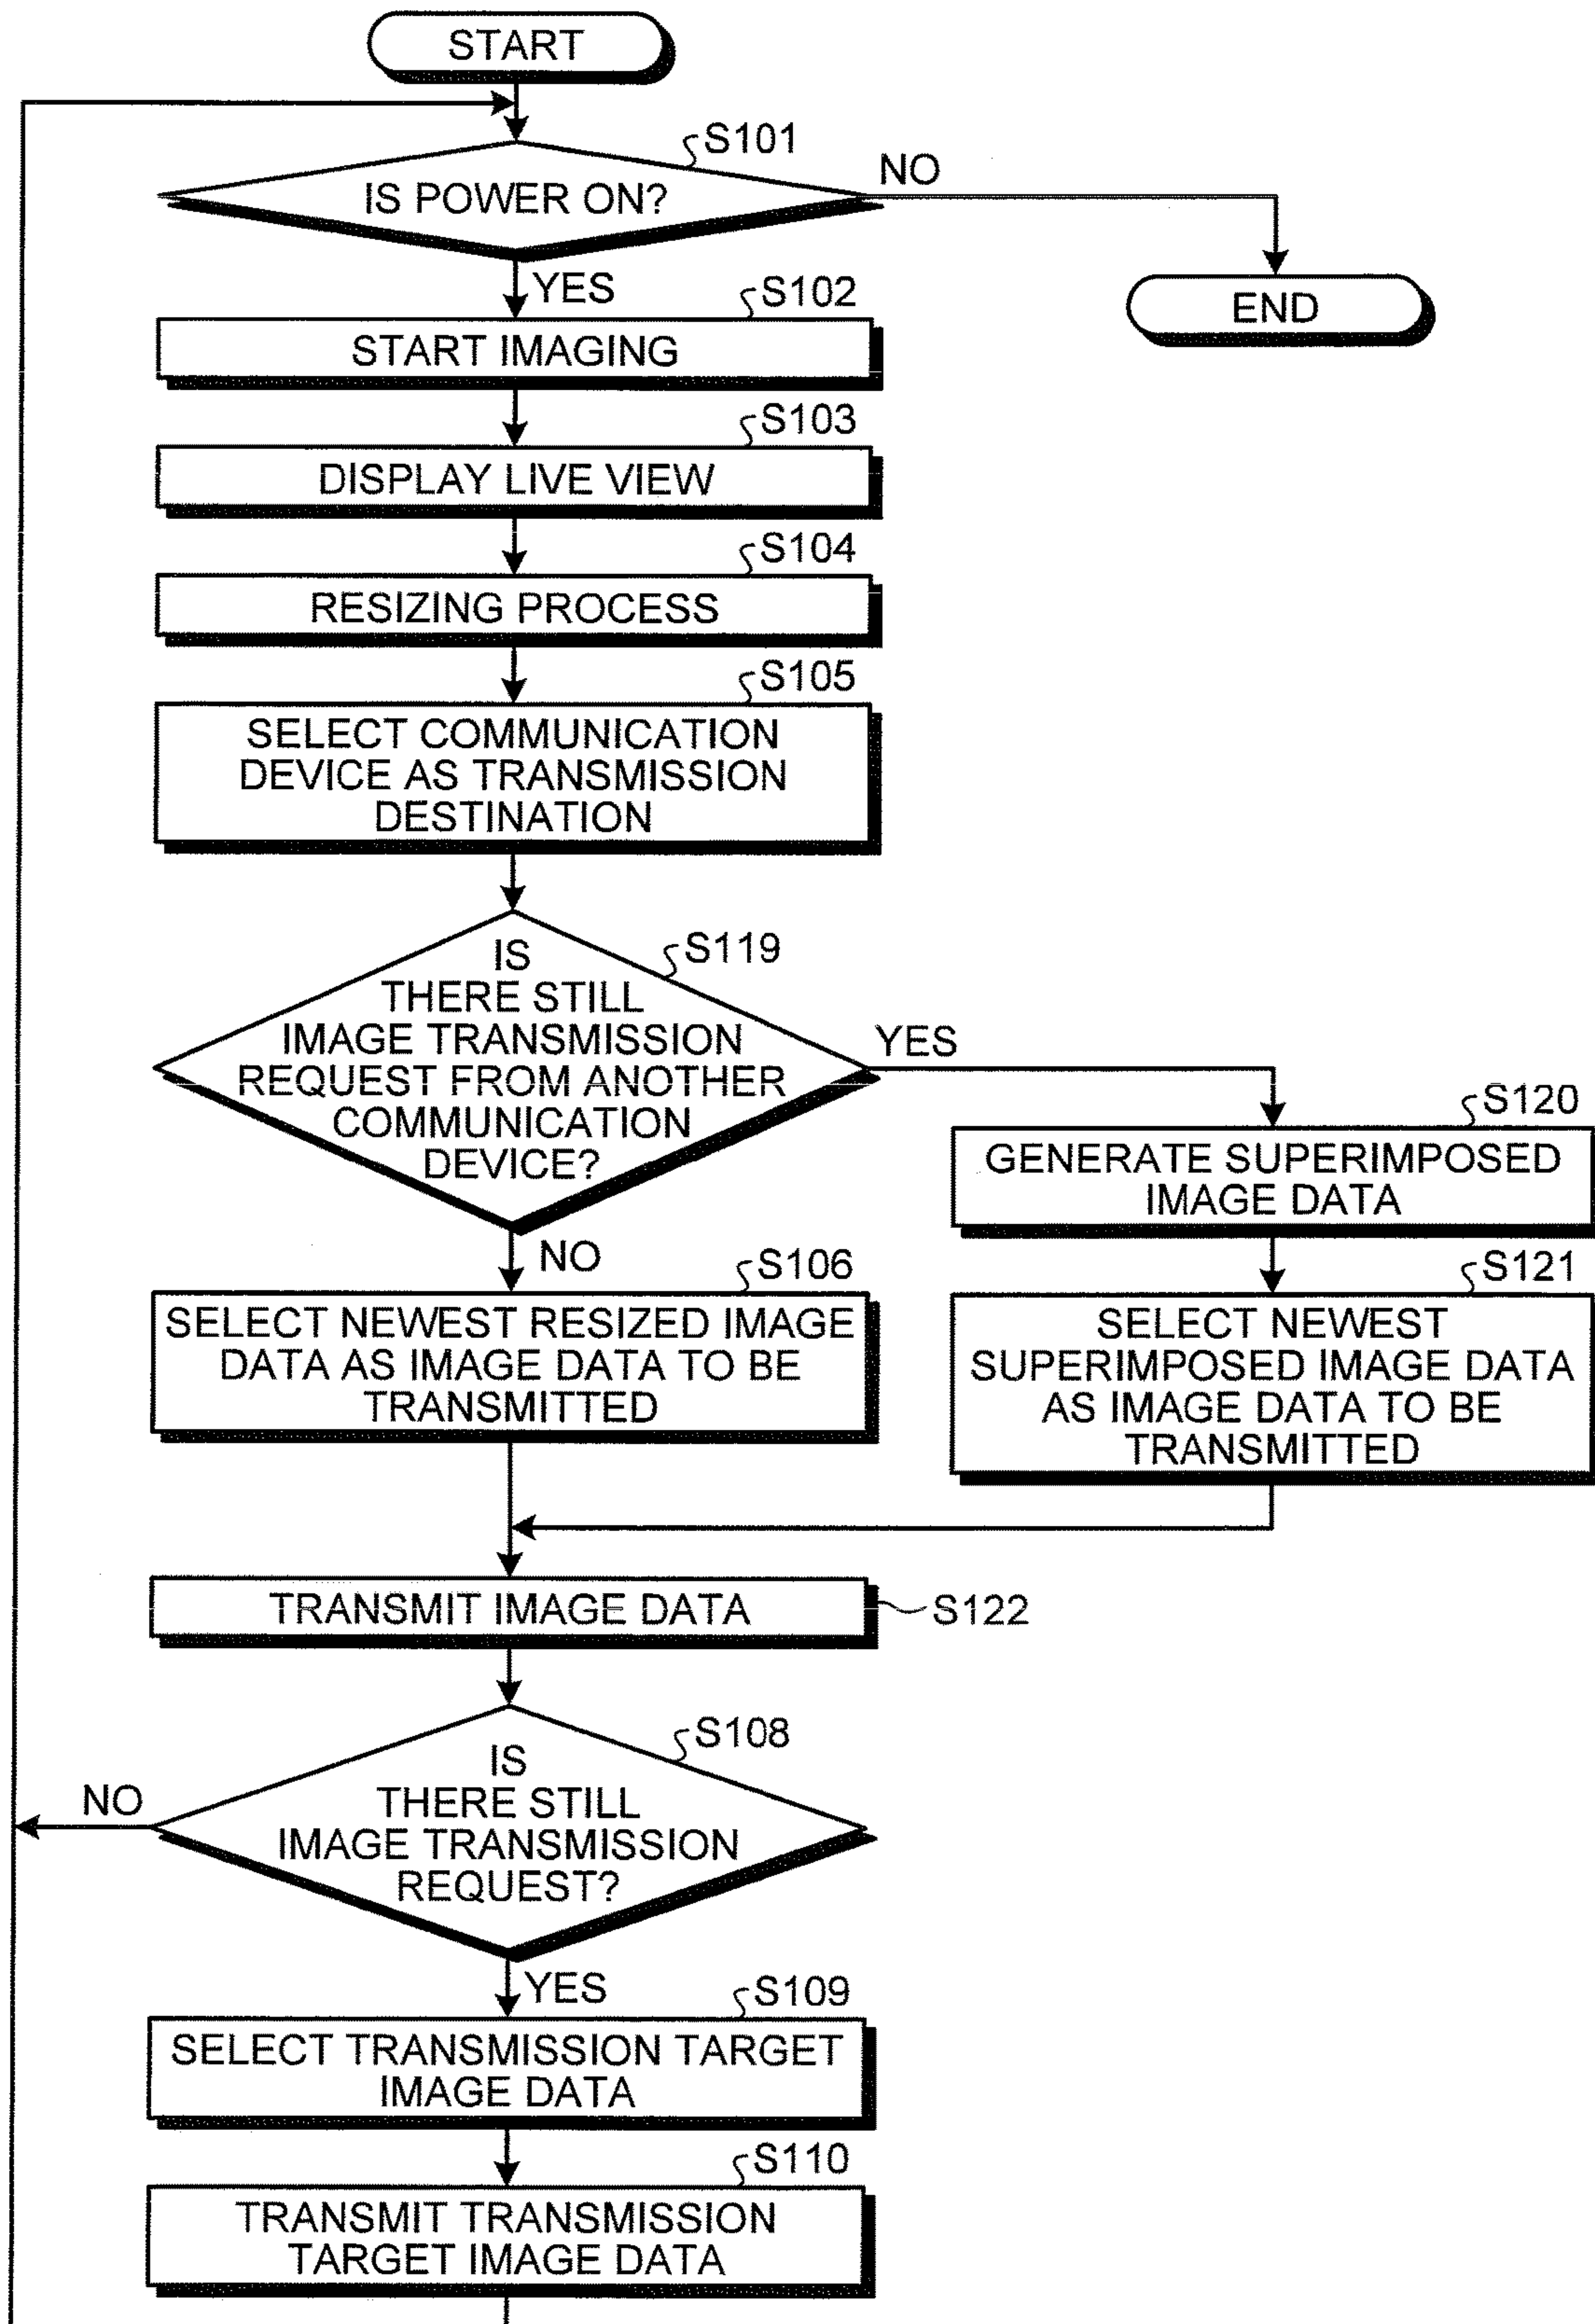 START
S101
IS POWER ON?
NO
YES
END
S102
START IMAGING
S103
DISPLAY LIVE VIEW
S104
RESIZING PROCESS
S105
SELECT COMMUNICATION
DEVICE AS TRANSMISSION
DESTINATION
S119
IS
THERE STILL
IMAGE TRANSMISSION
REQUEST FROM ANOTHER
COMMUNICATION
DEVICE?
YES
NO
S120
GENERATE SUPERIMPOSED
IMAGE DATA
S106
SELECT NEWEST RESIZED IMAGE
DATA AS IMAGE DATA TO BE
TRANSMITTED
S121
SELECT NEWEST
SUPERIMPOSED IMAGE DATA
AS IMAGE DATA TO BE
TRANSMITTED
TRANSMIT IMAGE DATA
S122
S108
IS
THERE STILL
IMAGE TRANSMISSION
REQUEST?
NO
YES
S109
SELECT TRANSMISSION TARGET
IMAGE DATA
S110
TRANSMIT TRANSMISSION
TARGET IMAGE DATA